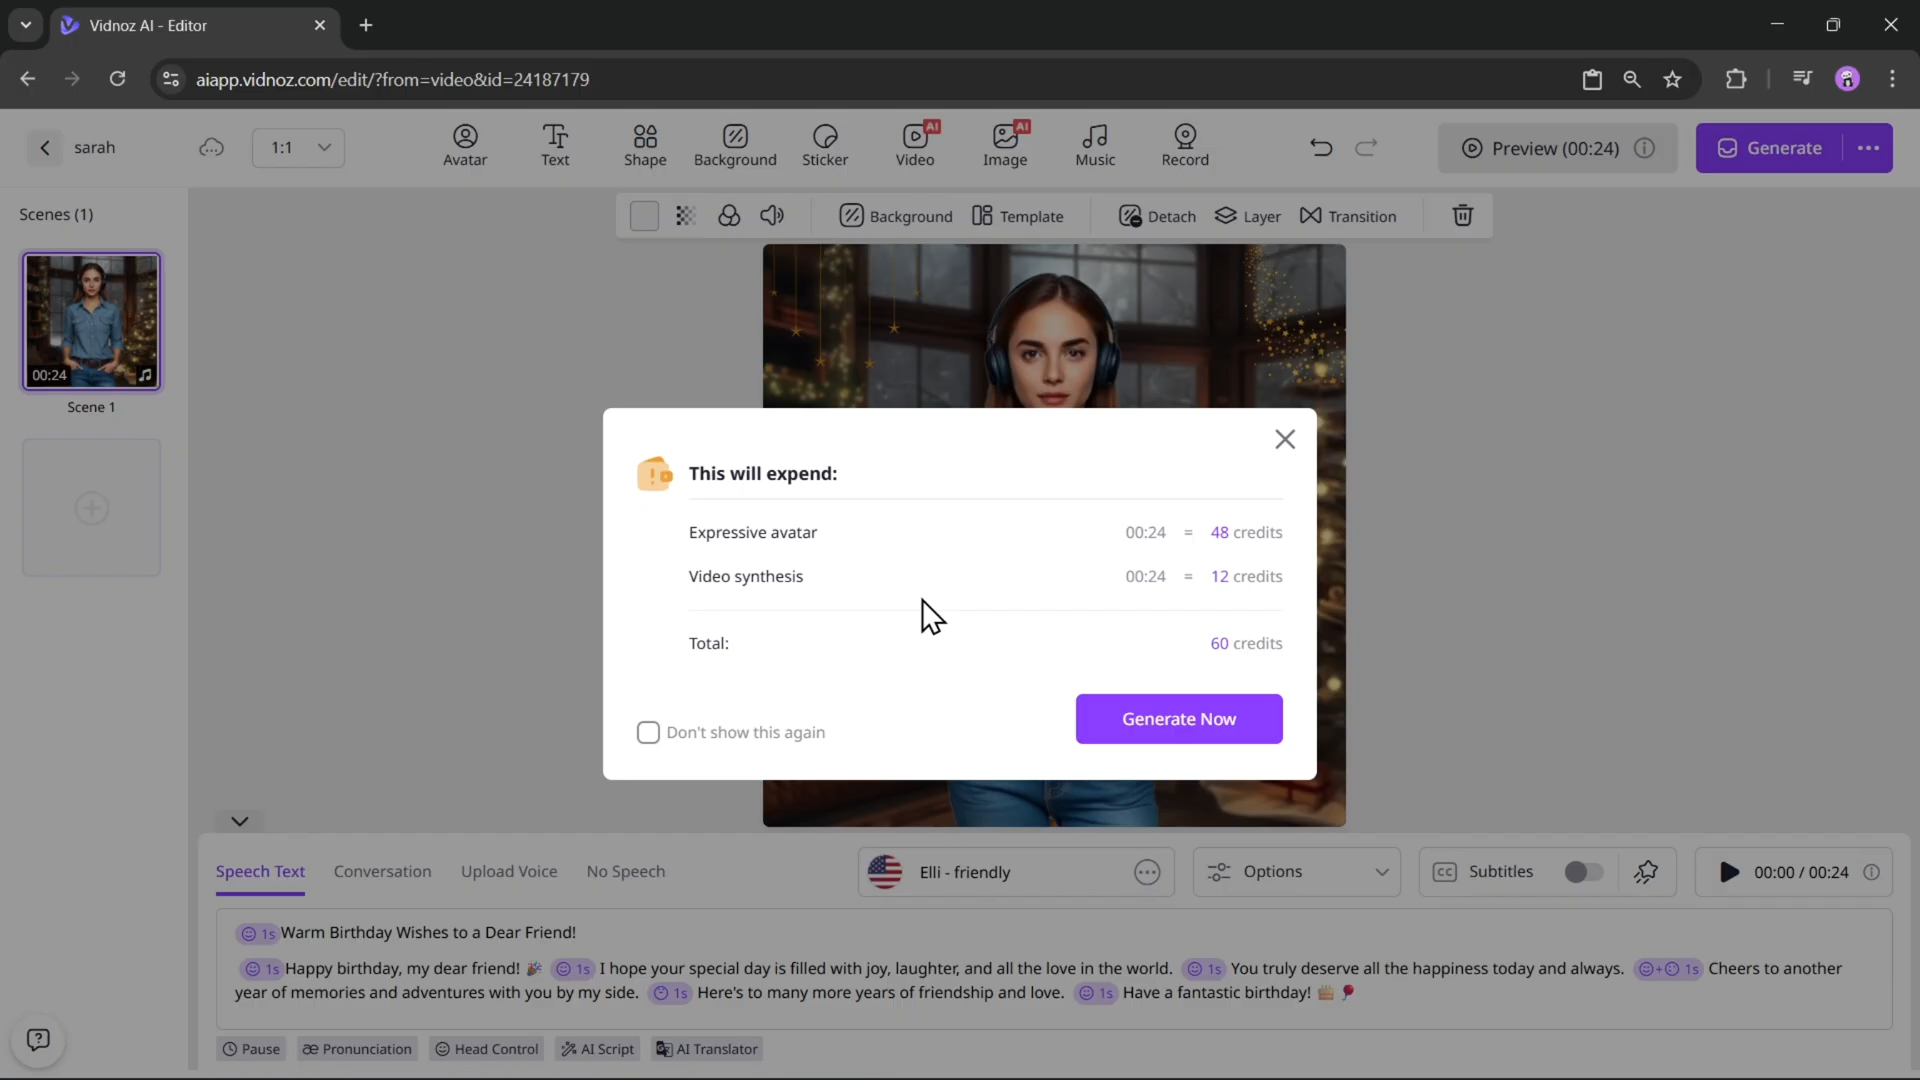 Vidnoz AI - Editor
aiapp.vidnoz.com/edit/?from=video&id=24187179
sarah
1:1
Avatar
Text
Shape
Background
Sticker
AI
Video
AI
Image
Music
Record
Preview (00:24)
Generate
Scenes (1)
Background
Template
Detach
Layer
Transition
00:24
Scene 1
This will expend:
Expressive avatar 00:24 = 48 credits
Video synthesis 00:24 = 12 credits
Total: 60 credits
Don't show this again
Generate Now
Speech Text
Conversation
Upload Voice
No Speech
Elli - friendly
Options
CC Subtitles
00:00 / 00:24
1s Warm Birthday Wishes to a Dear Friend!
1s Happy birthday, my dear friend! 🎉 1s I hope your special day is filled with joy, laughter, and all the love in the world. 1s You truly deserve all the happiness today and always. + 1s Cheers to another
year of memories and adventures with you by my side. 1s Here's to many more years of friendship and love. 1s Have a fantastic birthday! 🎂🎈
Pause
æ Pronunciation
Head Control
AI Script
AI Translator